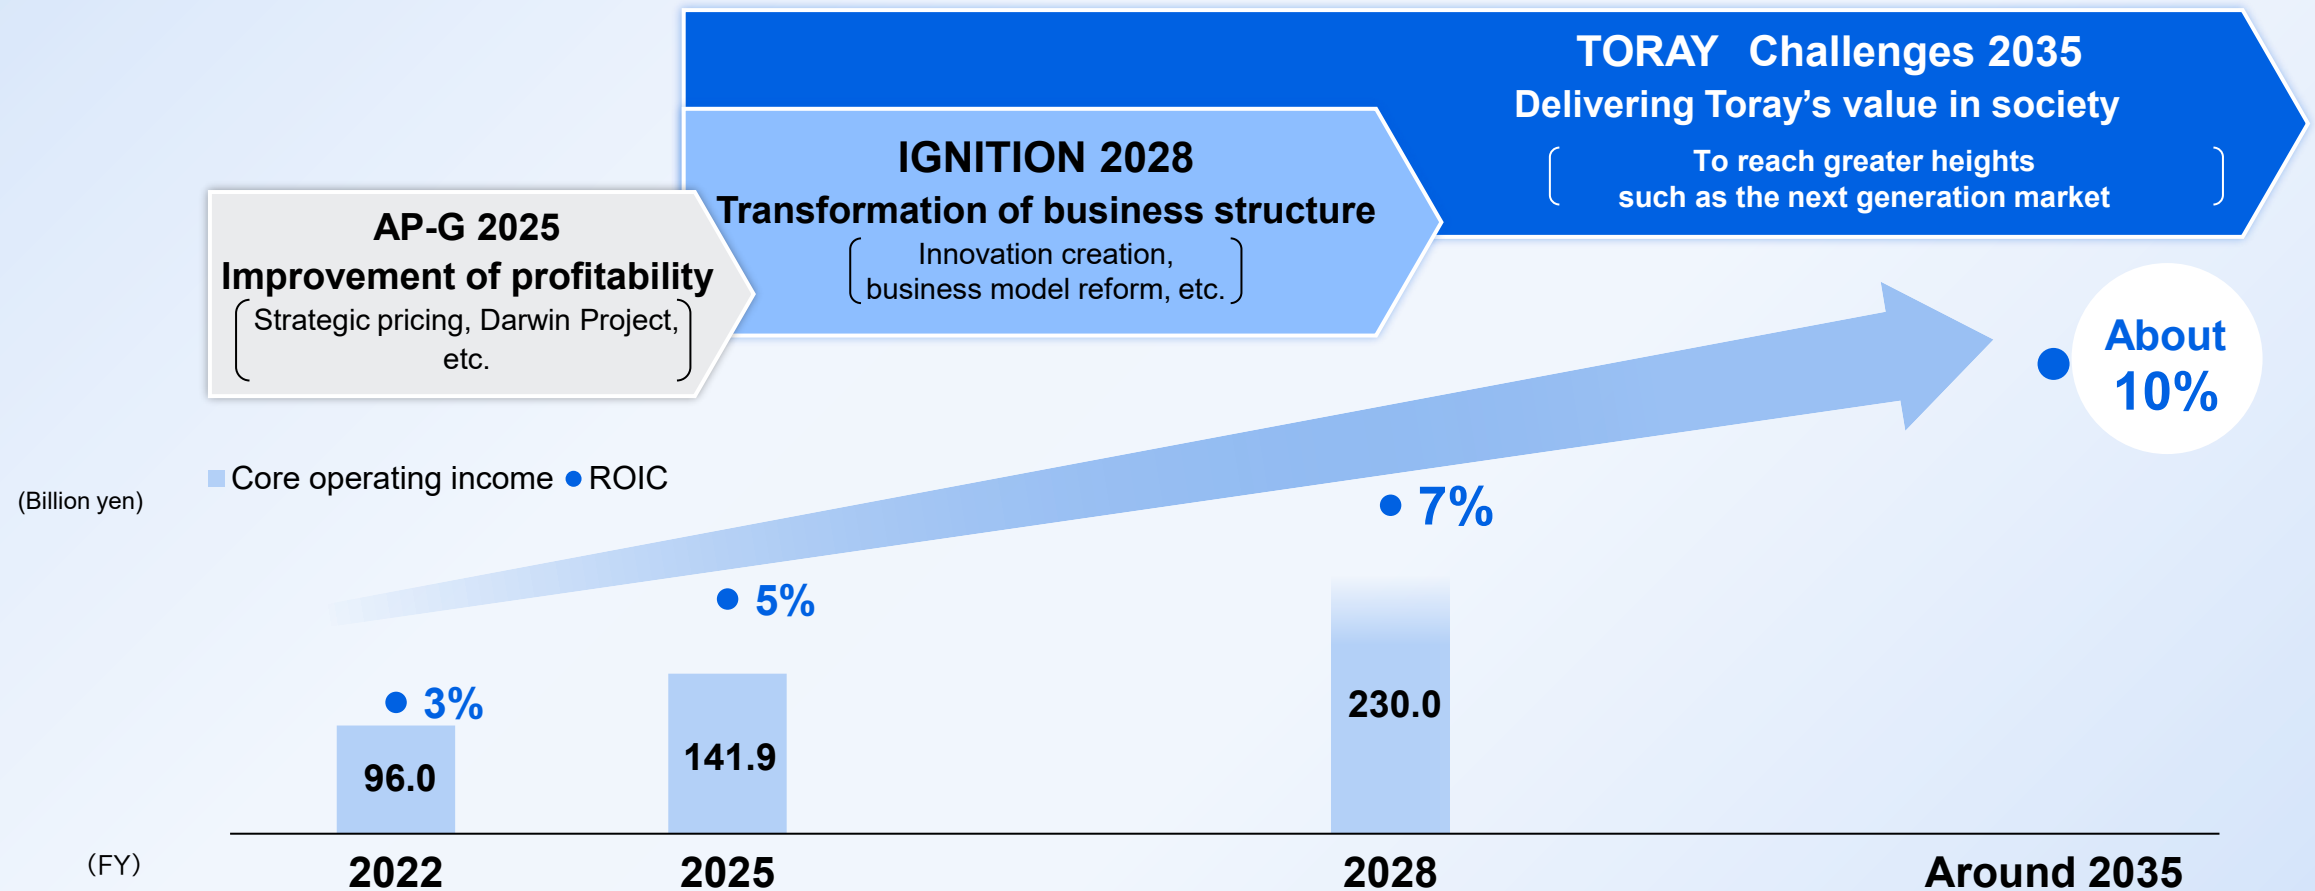 TORAY Challenges 2035
Delivering Toray’s value in society
To reach greater heights
such as the next generation market
IGNITION 2028
Transformation of business structure
Innovation creation,
business model reform, etc.
AP-G 2025
Improvement of profitability
Strategic pricing, Darwin Project,
etc.
About
10%
Core operating income ROIC
(Billion yen)
7%
5%
3%
230.0
141.9
96.0
（FY）
2022
2025
2028
Around 2035